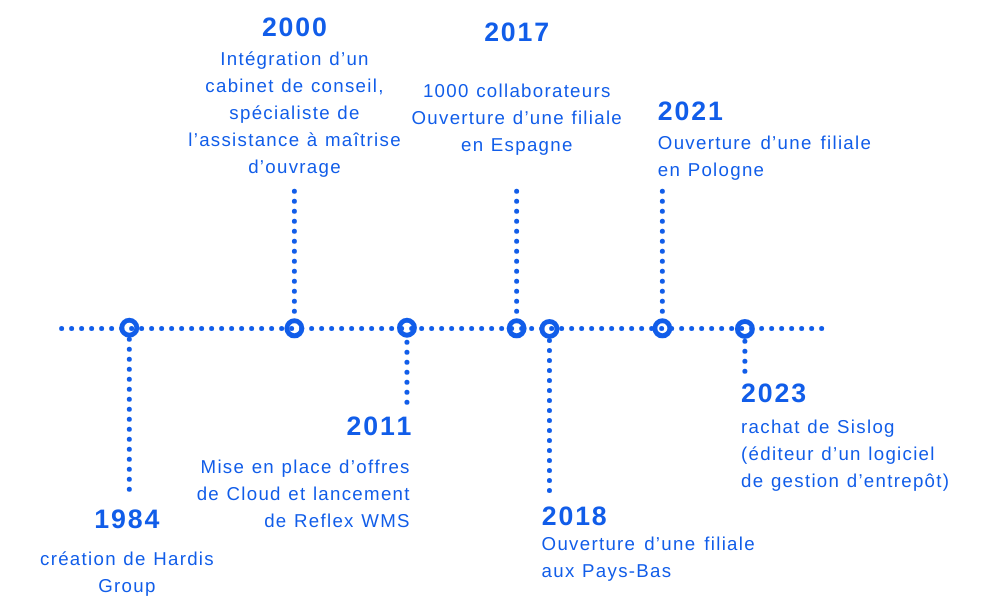 2000
Intégration d’un
cabinet de conseil,
spécialiste de
l’assistance à maîtrise
d’ouvrage
2017
1000 collaborateurs
Ouverture d’une filiale
en Espagne
2021
Ouverture d’une filiale
en Pologne
1984
création de Hardis
Group
2011
Mise en place d’offres
de Cloud et lancement
de Reflex WMS
2018
Ouverture d’une filiale
aux Pays-Bas
2023
rachat de Sislog
(éditeur d’un logiciel
de gestion d’entrepôt)